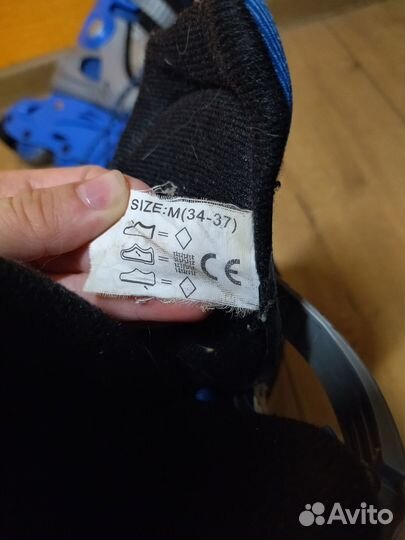 SIZE:M(34-37)
=
=
=
CE
Avito